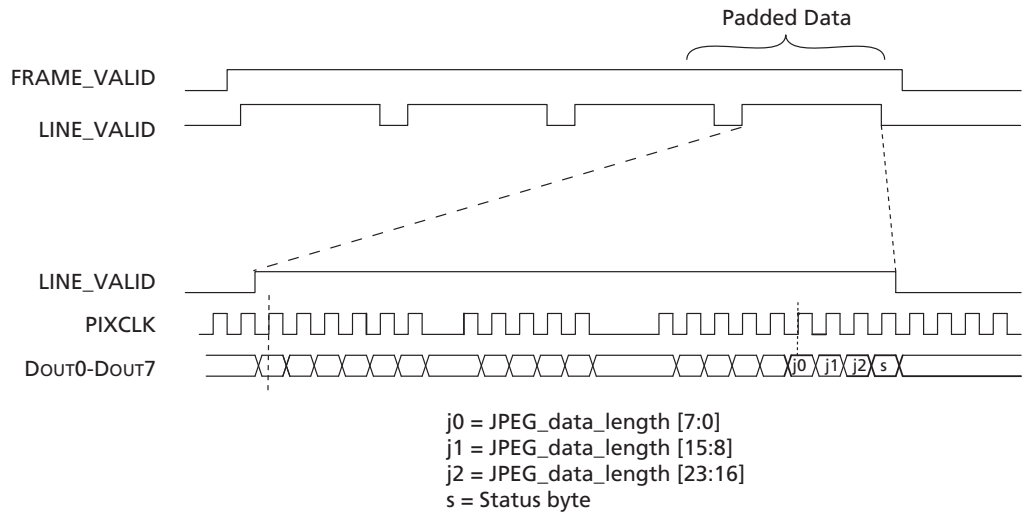 Padded Data
FRAME_VALID
LINE_VALID
LINE_VALID
PIXCLK
DOUT0-DOUT7
j0 j1 j2 s
j0 = JPEG_data_length [7:0]
j1 = JPEG_data_length [15:8]
j2 = JPEG_data_length [23:16]
s = Status byte